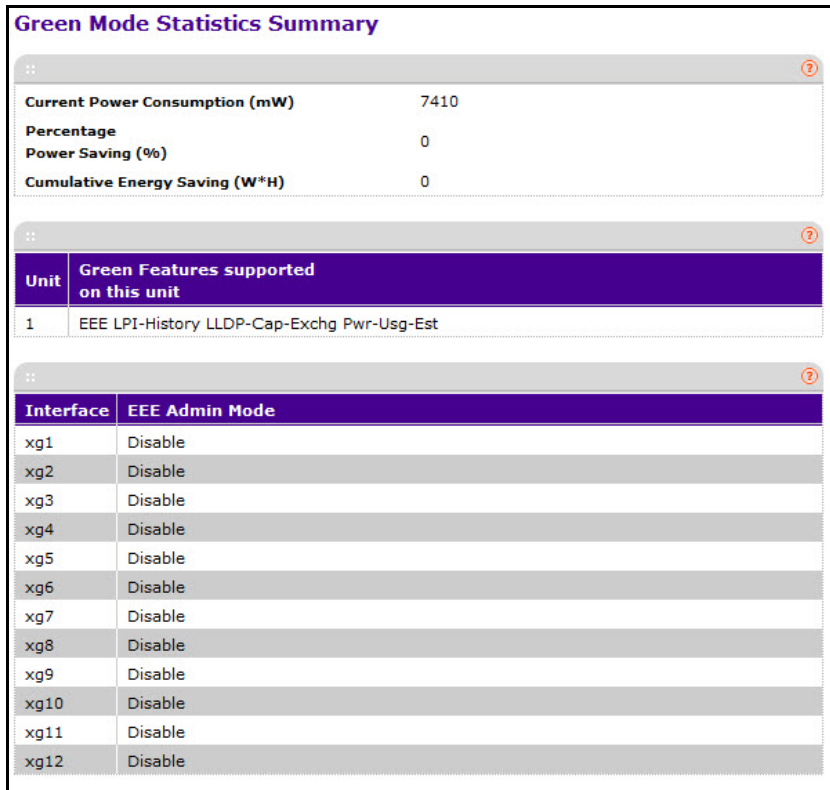 Green Mode Statistics Summary
Current Power Consumption (mW) 7410
Percentage
Power Saving (%) 0
Cumulative Energy Saving (W*H) 0
Unit Green Features supported
on this unit
1 EEE LPI-History LLDP-Cap-Exchg Pwr-Usg-Est
Interface EEE Admin Mode
xg1 Disable
xg2 Disable
xg3 Disable
xg4 Disable
xg5 Disable
xg6 Disable
xg7 Disable
xg8 Disable
xg9 Disable
xg10 Disable
xg11 Disable
xg12 Disable